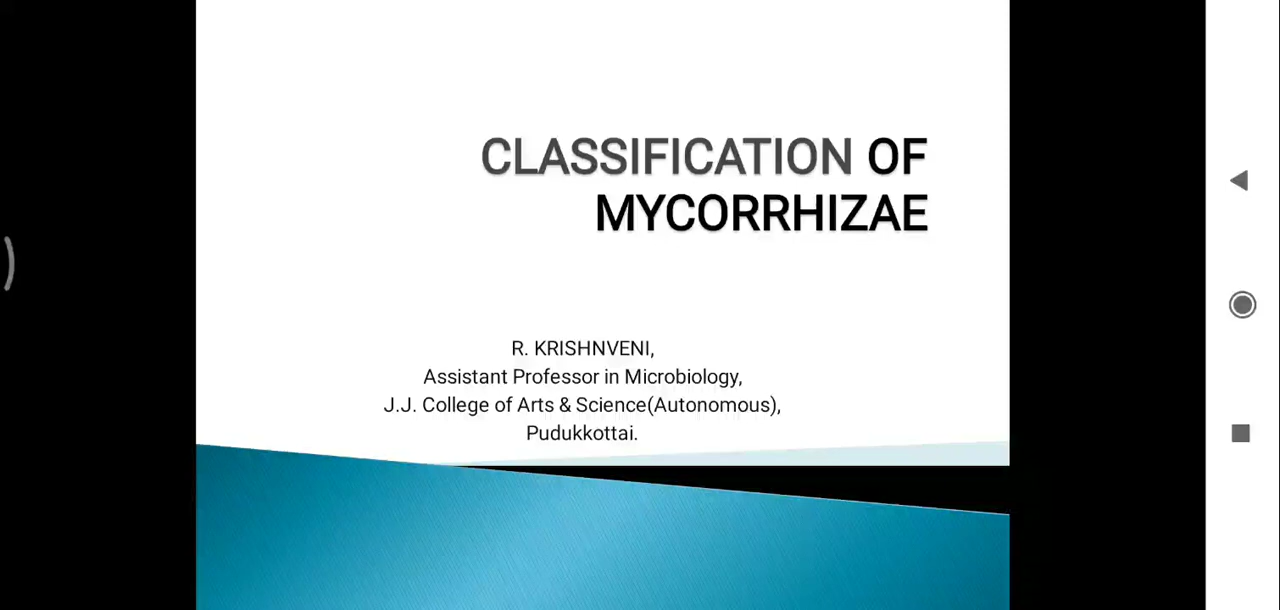 CLASSIFICATION OF
MYCORRHIZAE
R. KRISHNVENI,
Assistant Professor in Microbiology,
J.J. College of Arts & Science(Autonomous),
Pudukkottai.